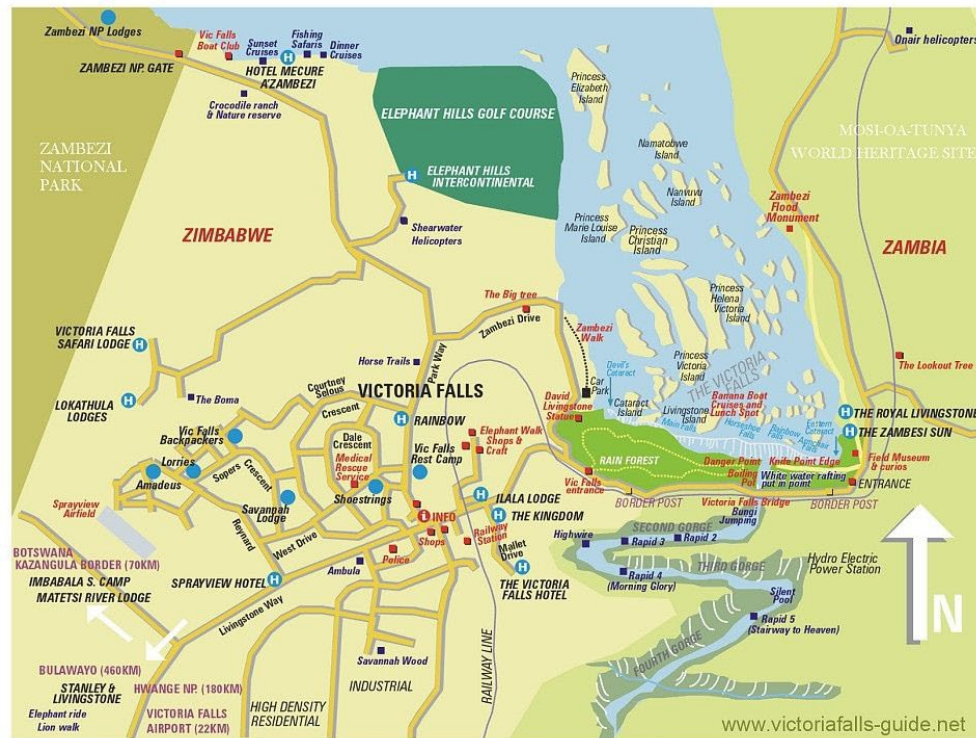 Zambezi NP Lodges
ZAMBEZI NP. GATE
Vic Falls
Boat Club
Sunset
Cruises
Fishing
Safaris
Dinner
Cruises
HOTEL MECURE
A'ZAMBEZI
Crocodile ranch
& Nature reserve
Onair helicopters
ELEPHANT HILLS GOLF COURSE
ELEPHANT HILLS
INTERCONTINENTAL
Princess
Elizabeth
Island
Namatobwe
Island
Nanvuvu
Island
Princess
Marie Louise
Island
Princess
Christian
Island
MOSI-OA-TUNYA
WORLD HERITAGE SITE
ZAMBEZI
NATIONAL
PARK
Zambezi
Flood
Monument
ZIMBABWE
ZAMBIA
Shearwater
Helicopters
Princess
Helena
Victoria
Island
The Big tree
Zambezi Drive
Zambezi
Walk
VICTORIA FALLS
SAFARI LODGE
Horse Trails
Park Way
VICTORIA FALLS
Princess
Victoria
Island
THE VICTORIA
FALLS
The Lookout Tree
Devil's
Cataract
Car
Park
LOKATHULA
LODGES
The Boma
Courtney
Selous
Crescent
RAINBOW
David
Livingstone
Statue
Cataract
Island
Main Falls
Livingstone
Island
Banana Boat
Cruises and
Lunch Spot
Horseshoe
Falls
Rainbow
Falls
Armchair
Falls
Eastern
Cataract
THE ROYAL LIVINGSTONE
THE ZAMBESI SUN
Vic Falls
Backpackers
Dale
Crescent
Medical
Rescue
Service
Vic Falls
Rest Camp
Elephant Walk
Shops &
Craft
RAIN FOREST
Danger Point
Boiling
Pot
Knife Point Edge
White water rafting
put in point
Field Museum
& curios
ENTRANCE
Lorries
Amadeus
Sopers
Crescent
Savannah
Lodge
Shoestrings
Vic Falls
entrance
BORDER POST
Victoria Falls Bridge
BORDER POST
Bungi
Jumping
Sprayview
Airfield
Reynard
West Drive
INFO
Shops
ILALA LODGE
THE KINGDOM
Railway
Station
Mallet
Drive
Highwire
SECOND GORGE
Rapid 3
Rapid 2
THIRD GORGE
Hydro Electric
Power Station
BOTSWANA
KAZANGULA BORDER (70KM)
IMBABALA S. CAMP
MATETSI RIVER LODGE
SPRAYVIEW HOTEL
Livingstone Way
Ambula
Police
THE VICTORIA
FALLS HOTEL
Rapid 4
(Morning Glory)
Silent
Pool
Rapid 5
(Stairway to Heaven)
N
BULAWAYO (460KM)
STANLEY &
LIVINGSTONE
Elephant ride
Lion walk
HWANGE NP. (180KM)
VICTORIA FALLS
AIRPORT (22KM)
HIGH DENSITY
RESIDENTIAL
Savannah Wood
INDUSTRIAL
RAILWAY LINE
FOURTH GORGE
www.victoriafalls-guide.net